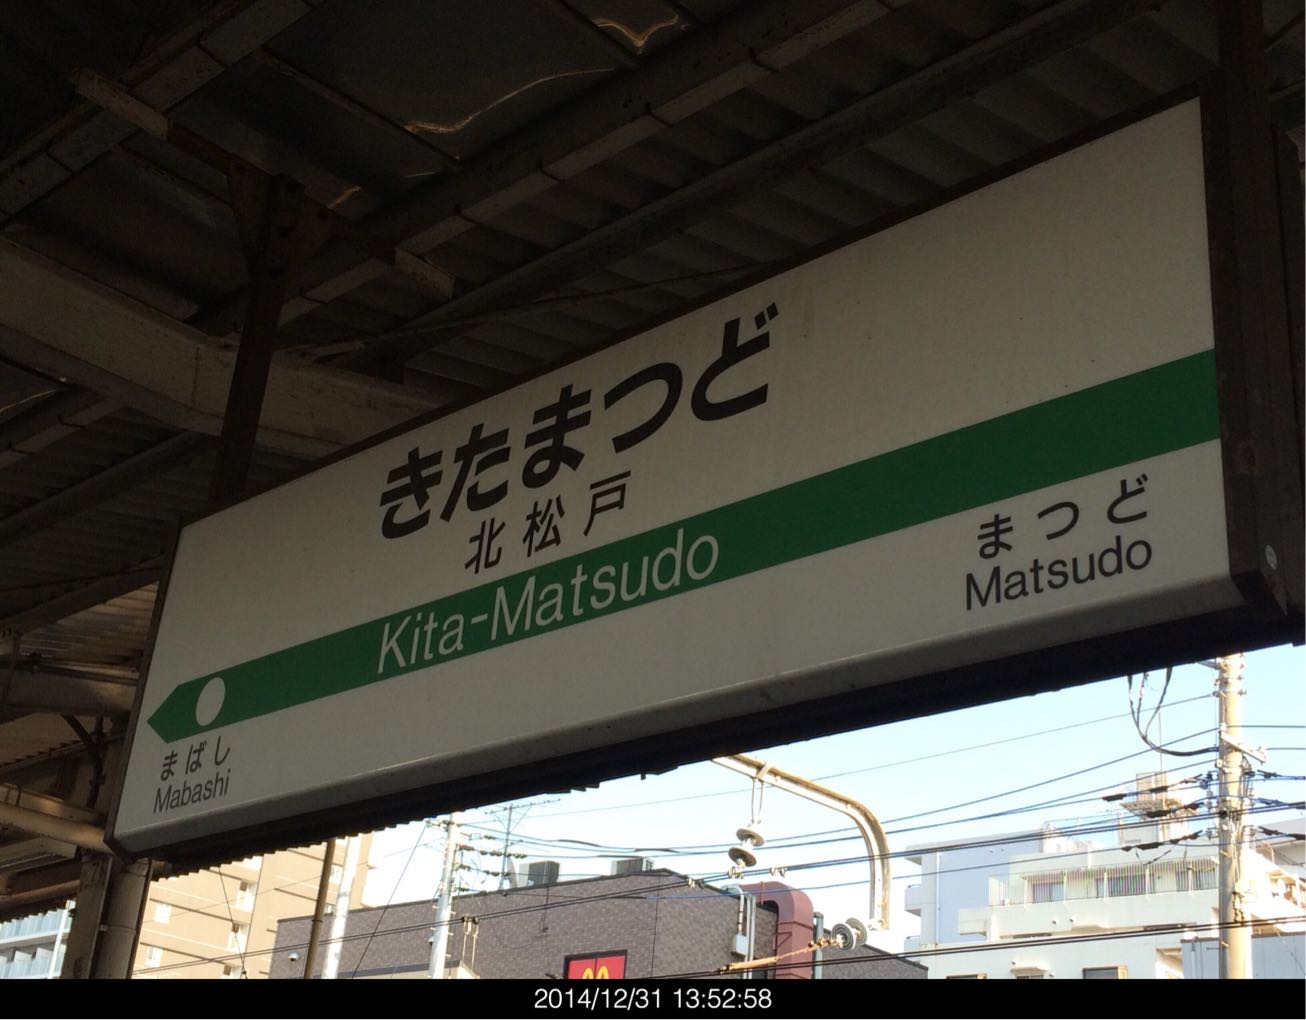 きたまつど
北松戸
Kita-Matsudo
まばし
Mabashi
まつど
Matsudo
2014/12/31 13:52:58